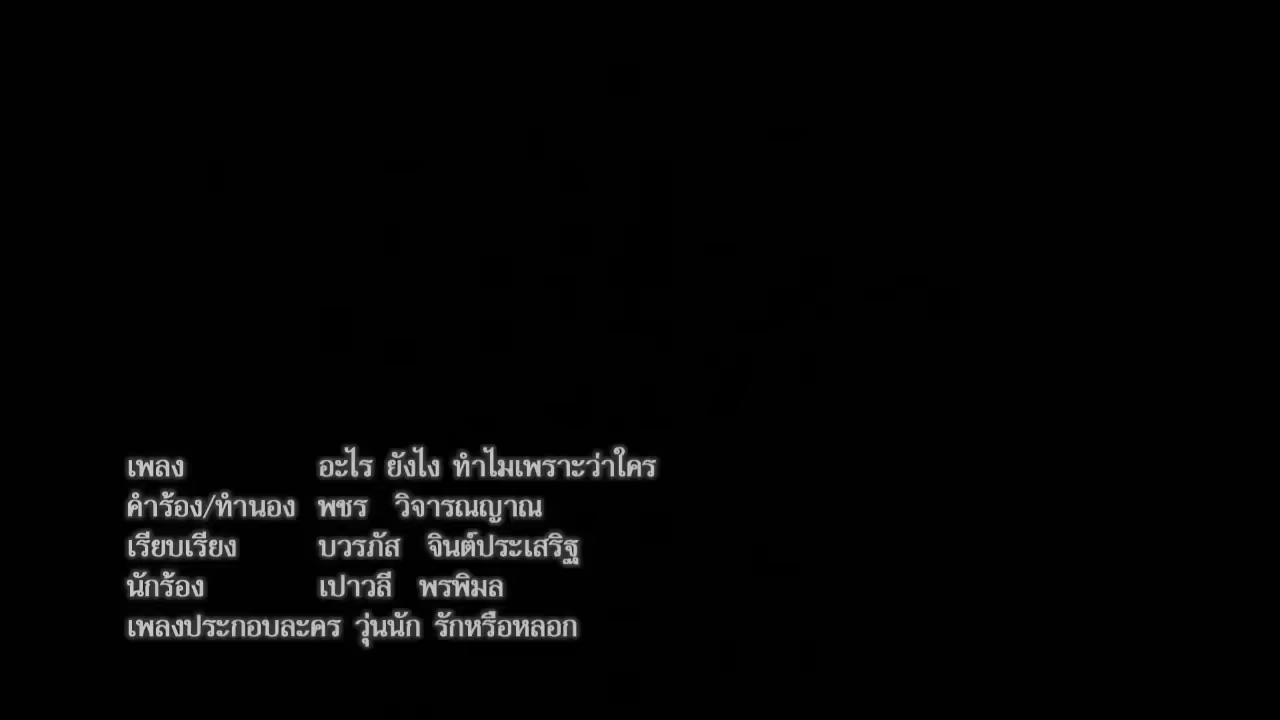 เพลง อะไร ยังไง ทำไมเพราะว่าใคร
คำร้อง/ทำนอง พชร วิจารณญาณ
เรียบเรียง บวรภัส จินต์ประเสริฐ
นักร้อง เปาวลี พรพิมล
เพลงประกอบละคร วุ่นนัก รักหรือหลอก